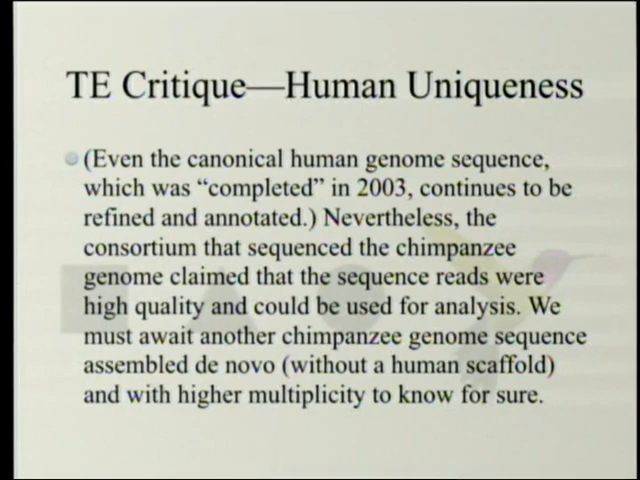 TE Critique—Human Uniqueness
(Even the canonical human genome sequence,
which was “completed” in 2003, continues to be
refined and annotated.) Nevertheless, the
consortium that sequenced the chimpanzee
genome claimed that the sequence reads were
high quality and could be used for analysis. We
must await another chimpanzee genome sequence
assembled de novo (without a human scaffold)
and with higher multiplicity to know for sure.